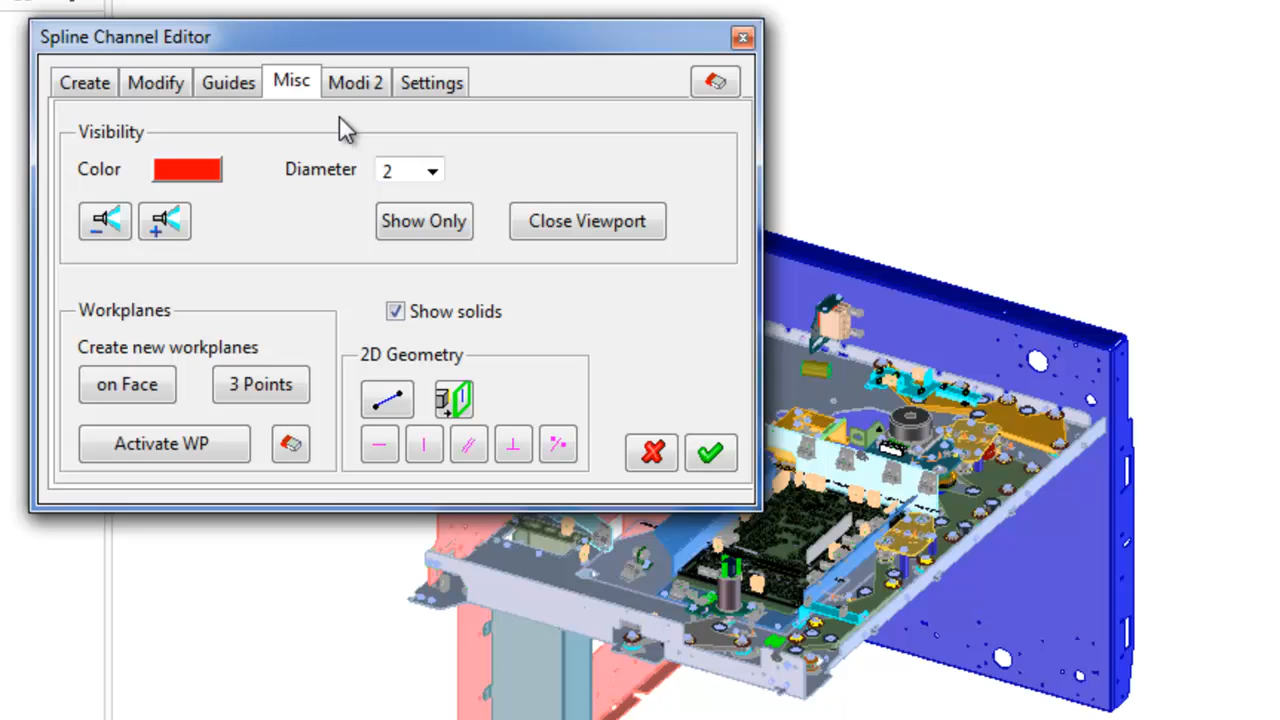 Spline Channel Editor
Create Modify Guides Misc Modi 2 Settings
Visibility
Color Diameter 2
Show Only Close Viewport
Workplanes
Show solids
Create new workplanes
2D Geometry
on Face 3 Points
Activate WP